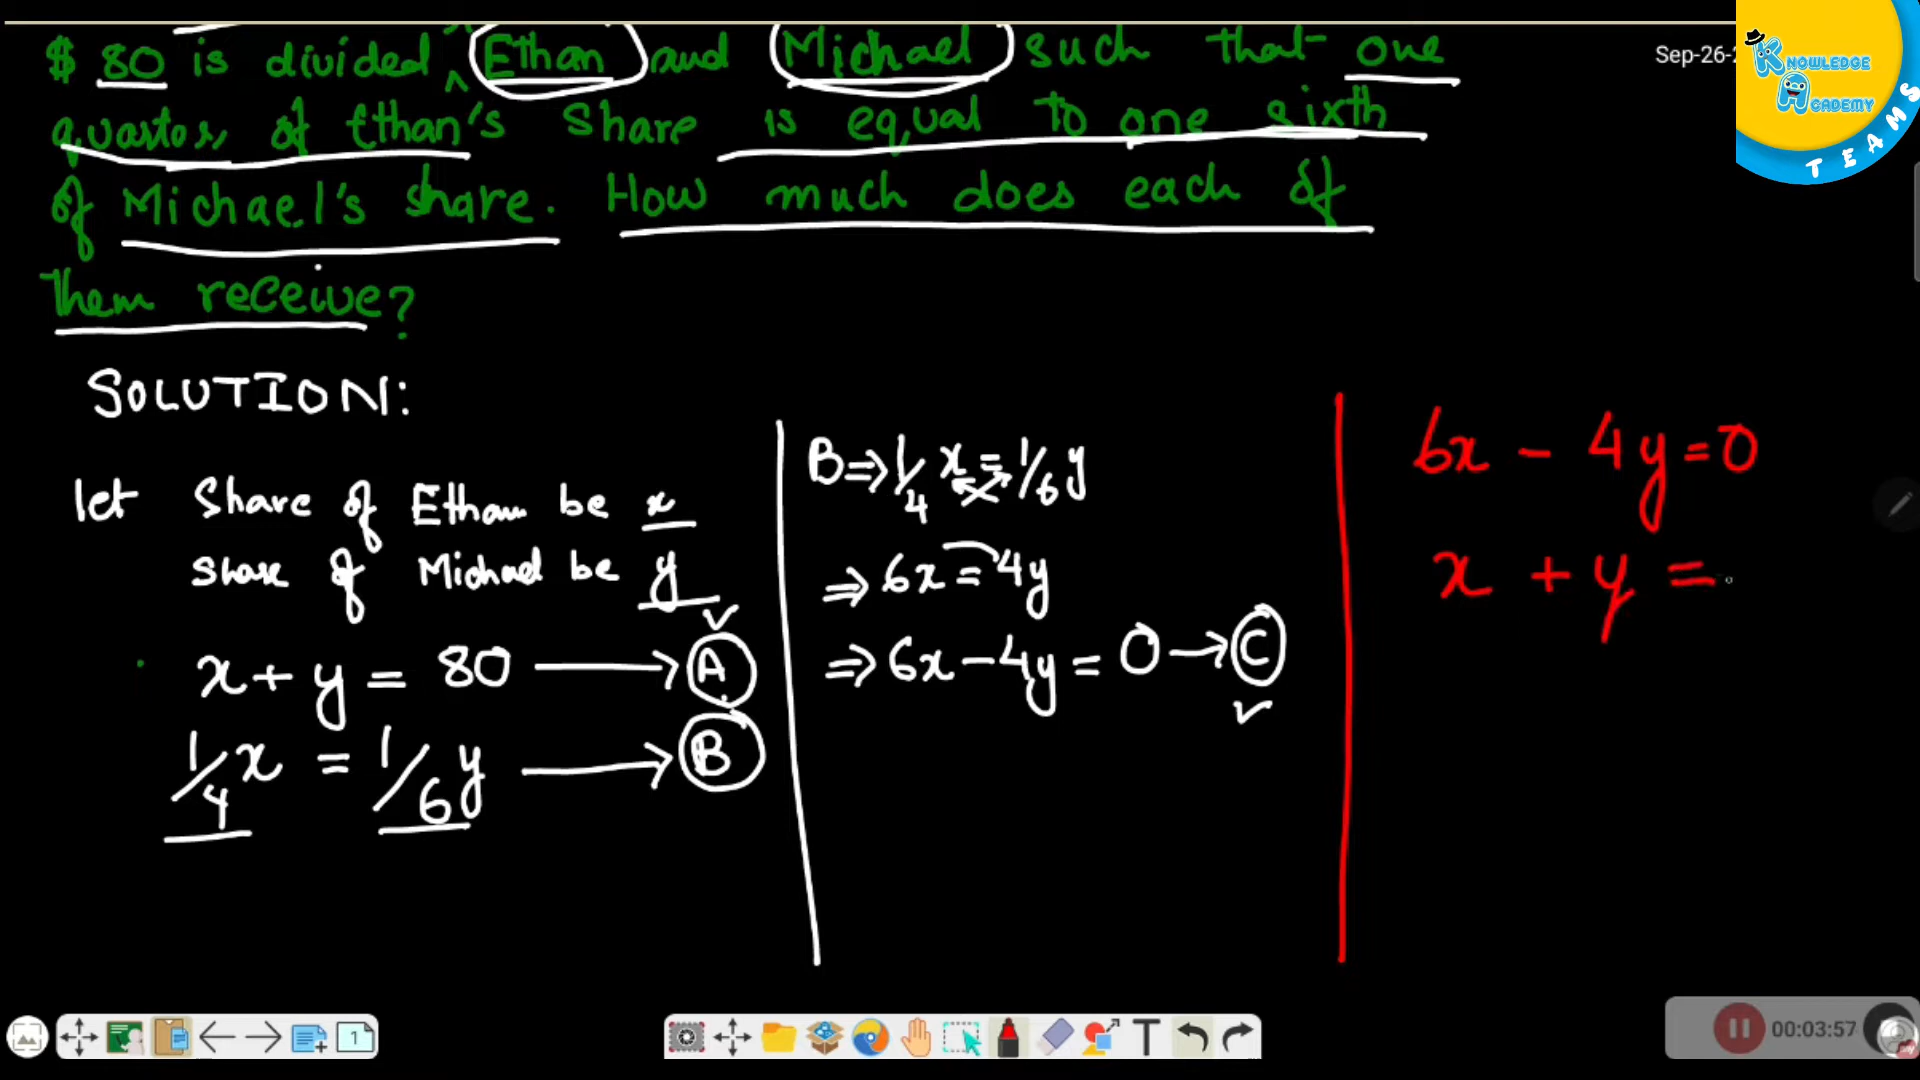 $ 80 is divided ^ Ethan and Michael such that one
quarter of Ethan's share is equal to one sixth
of Michael's share. How much does each of
them receive?
SOLUTION:
let Share of Ethan be x
Share of Michael be y
x + y = 80 → A
1/4 x = 1/6 y → B
B ⇒ 1/4 x = 1/6 y
⇒ 6x = 4y
⇒ 6x - 4y = 0 → C
6x - 4y = 0
x + y =
Sep-26-
KNOWLEDGE
ACADEMY
TEAMS
1
T
00:03:57